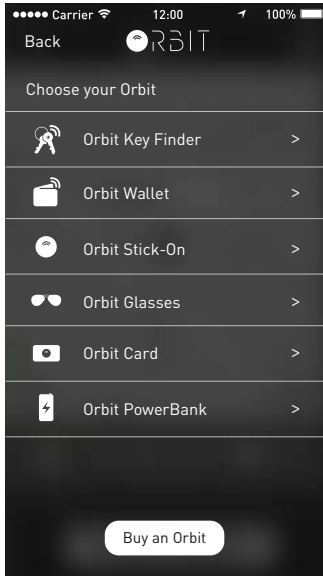 Carrier 12:00 100%
Back ORBIT
Choose your Orbit
Orbit Key Finder >
Orbit Wallet >
Orbit Stick-On >
Orbit Glasses >
Orbit Card >
Orbit PowerBank >
Buy an Orbit